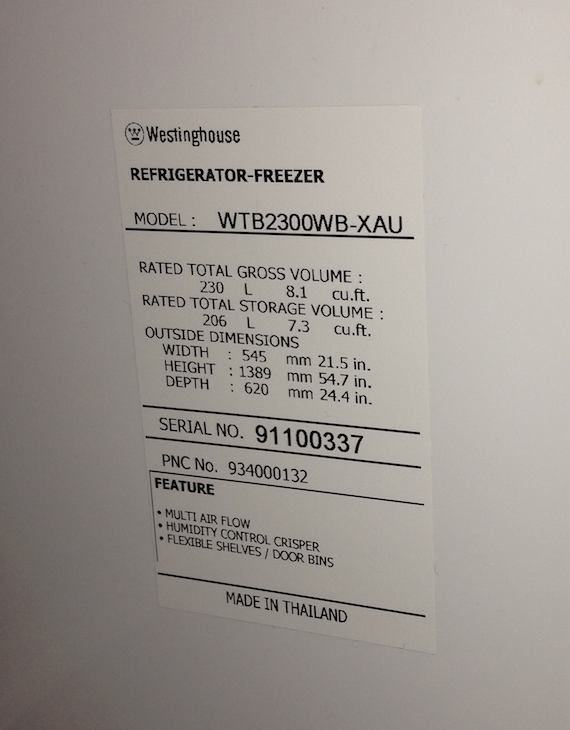 Westinghouse
REFRIGERATOR-FREEZER
MODEL : WTB2300WB-XAU
RATED TOTAL GROSS VOLUME :
230 L 8.1 cu.ft.
RATED TOTAL STORAGE VOLUME :
206 L 7.3 cu.ft.
OUTSIDE DIMENSIONS
WIDTH : 545 mm 21.5 in.
HEIGHT : 1389 mm 54.7 in.
DEPTH : 620 mm 24.4 in.
SERIAL NO. 91100337
PNC No. 934000132
FEATURE
• MULTI AIR FLOW
• HUMIDITY CONTROL CRISPER
• FLEXIBLE SHELVES / DOOR BINS
MADE IN THAILAND